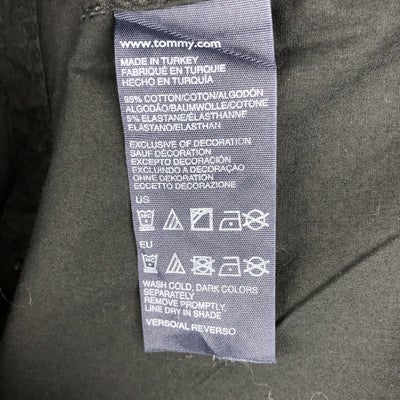 www.tommy.com
MADE IN TURKEY
FABRIQUÉ EN TURQUIE
HECHO EN TURQUÍA
95% COTTON/COTON/ALGODÓN
ALGODÃO/BAUMWOLLE/COTONE
5% ELASTANE/ÉLASTHANNE
ELASTANO/ELASTHAN
EXCLUSIVE OF DECORATION
SAUF DÉCORATION
EXCEPTO DECORACIÓN
EXCLUINDO A DECORAÇÃO
OHNE DEKORATION
ECCETTO DECORAZIONE
US
EU
WASH COLD, DARK COLORS
SEPARATELY
REMOVE PROMPTLY,
LINE DRY IN SHADE
VERSO/AL REVERSO